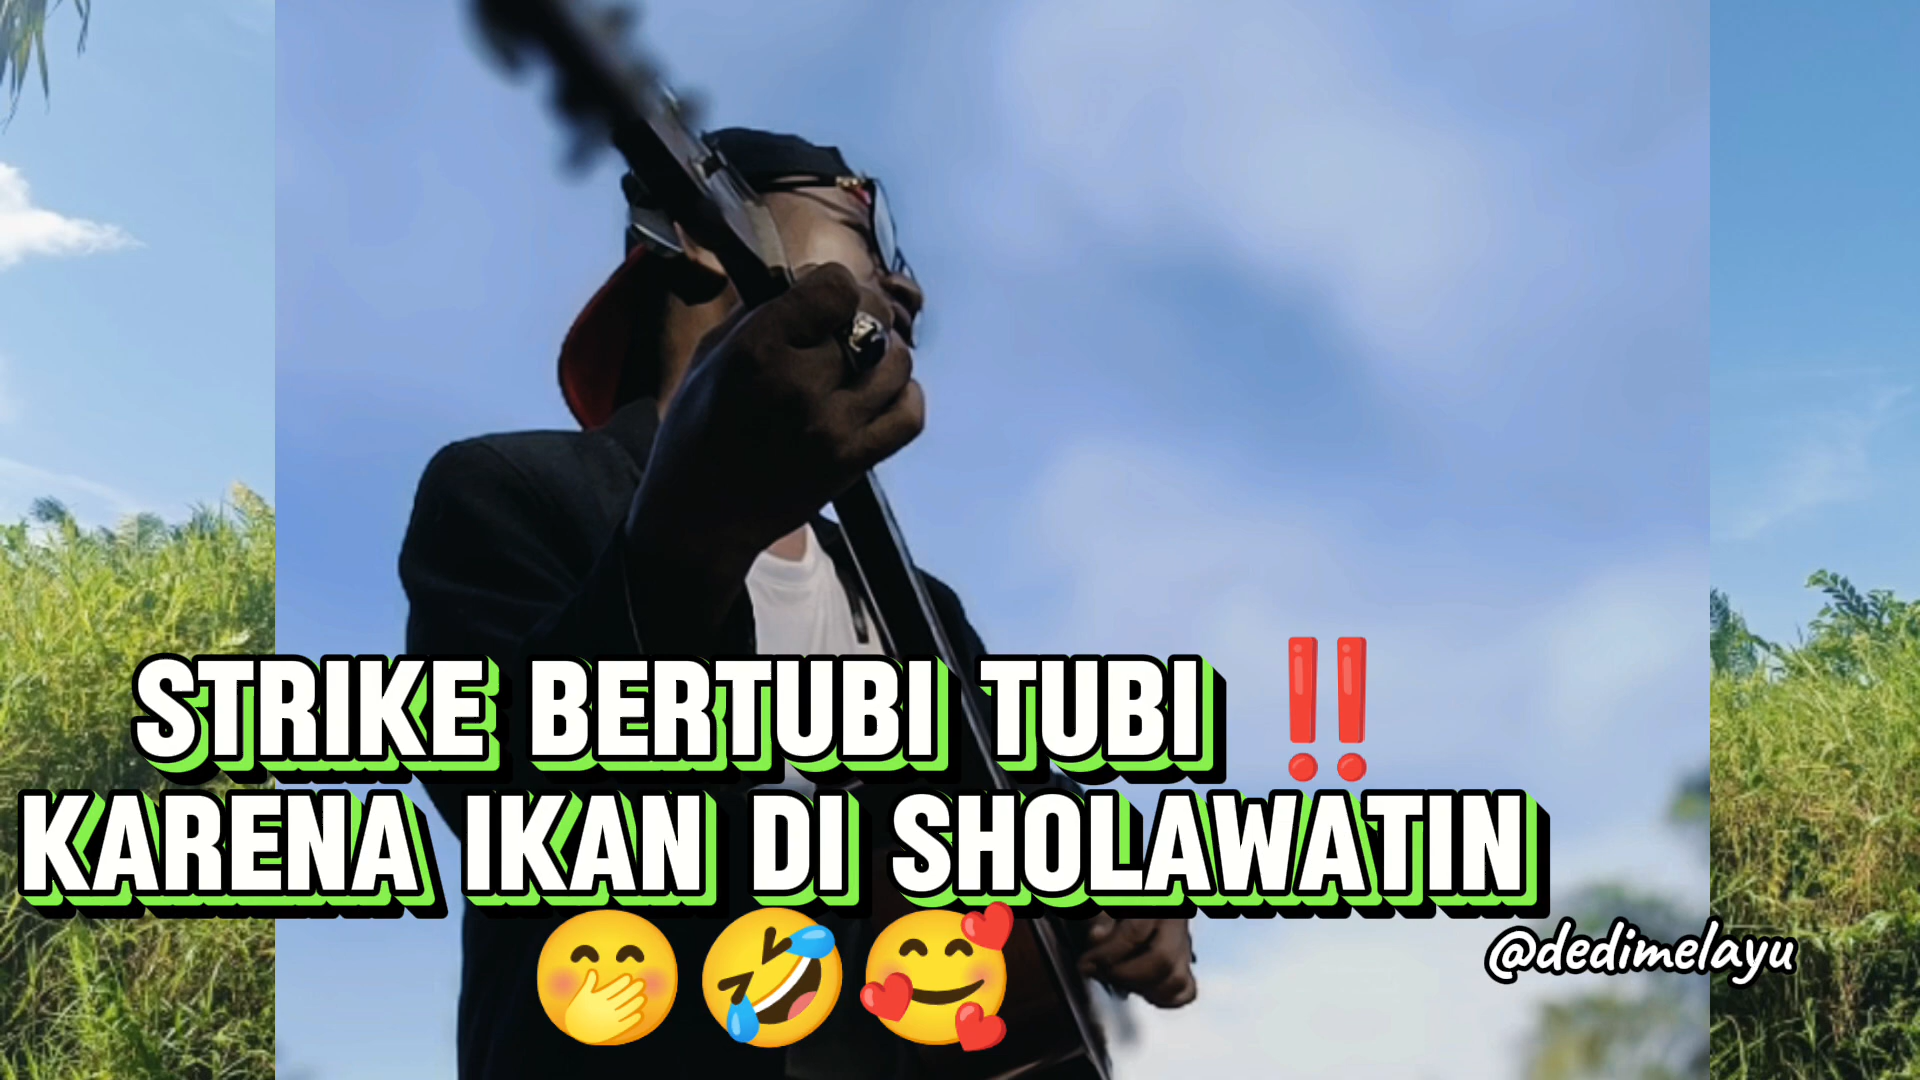 STRIKE BERTUBI TUBI ‼️
KARENA IKAN DI SHOLAWATIN
🤭🤣🥰
@dedimelayu